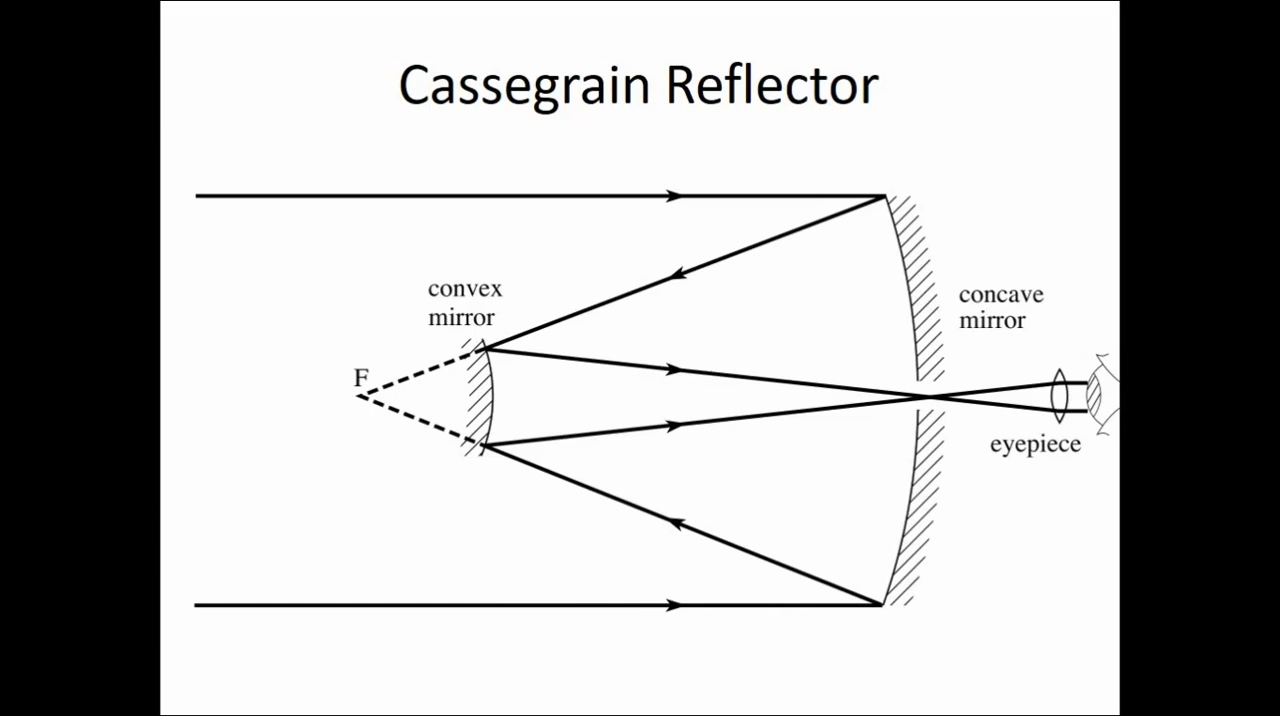 Cassegrain Reflector
convex
mirror
concave
mirror
F
eyepiece